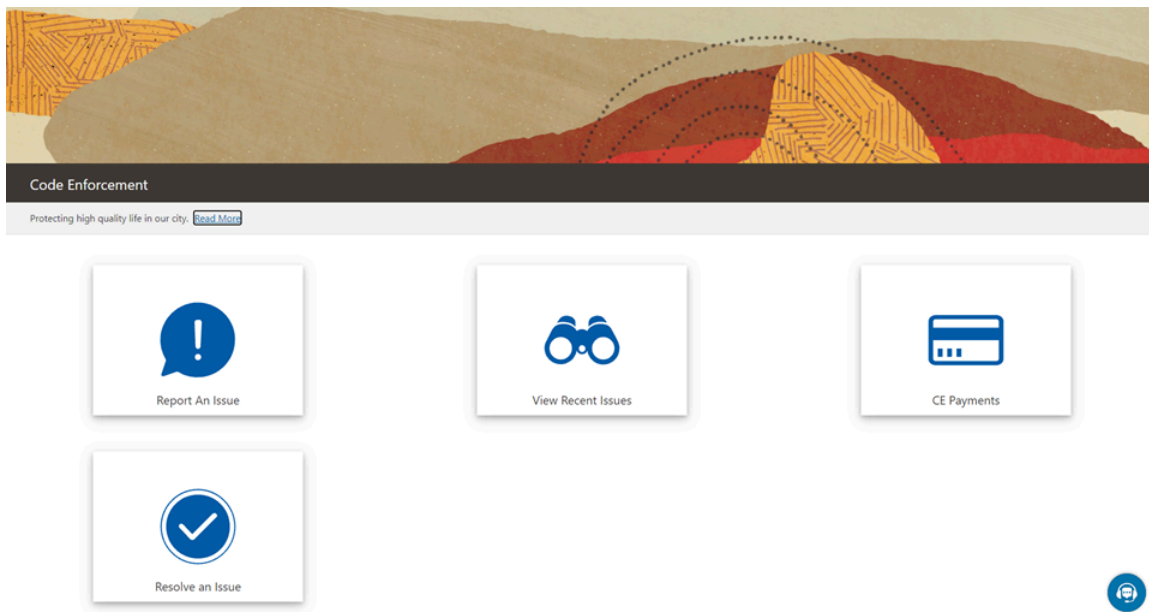 Code Enforcement
Protecting high quality life in our city. Read More
Report An Issue
View Recent Issues
CE Payments
Resolve an Issue